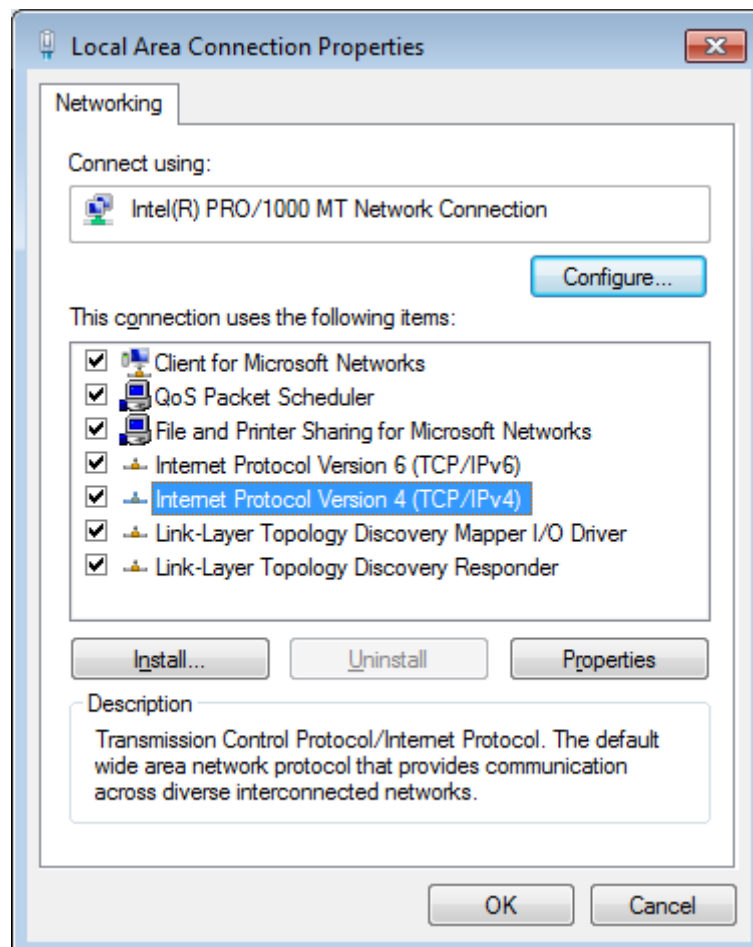 Local Area Connection Properties
Networking
Connect using:
Intel(R) PRO/1000 MT Network Connection
Configure...
This connection uses the following items:
Client for Microsoft Networks
QoS Packet Scheduler
File and Printer Sharing for Microsoft Networks
Internet Protocol Version 6 (TCP/IPv6)
Internet Protocol Version 4 (TCP/IPv4)
Link-Layer Topology Discovery Mapper I/O Driver
Link-Layer Topology Discovery Responder
Install... Uninstall Properties
Description
Transmission Control Protocol/Internet Protocol. The default
wide area network protocol that provides communication
across diverse interconnected networks.
OK Cancel